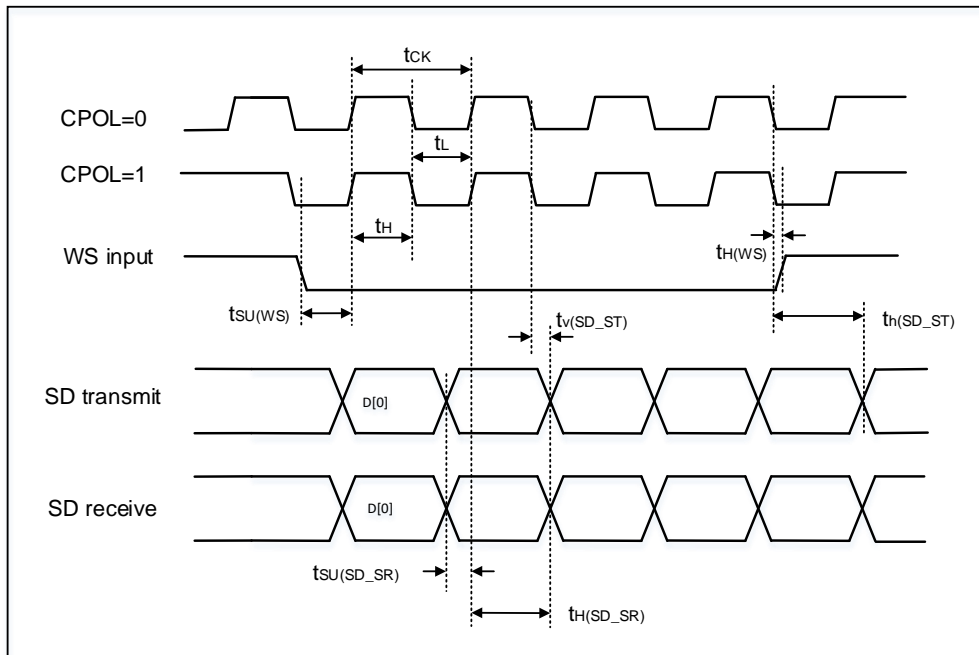 tCK
CPOL=0
tL
CPOL=1
tH
tH(WS)
WS input
tSU(WS)
tv(SD_ST)
th(SD_ST)
SD transmit
D[0]
SD receive
D[0]
tSU(SD_SR)
tH(SD_SR)